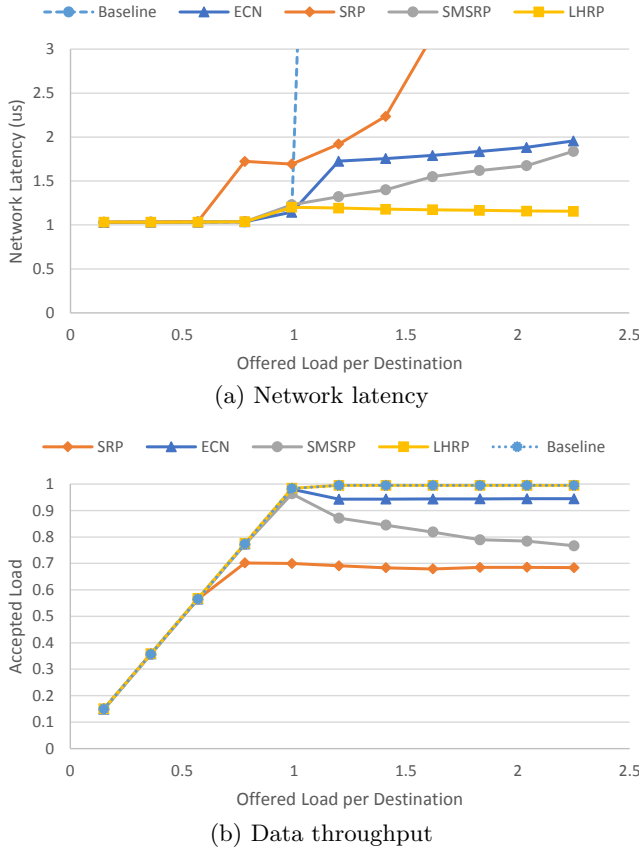 Baseline ECN SRP SMSRP LHRP
3
2.5
2
1.5
1
0.5
0
Network Latency (us)
0 0.5 1 1.5 2 2.5
Offered Load per Destination
(a) Network latency
SRP ECN SMSRP LHRP Baseline
1
0.9
0.8
0.7
0.6
0.5
0.4
0.3
0.2
0.1
0
Accepted Load
0 0.5 1 1.5 2 2.5
Offered Load per Destination
(b) Data throughput